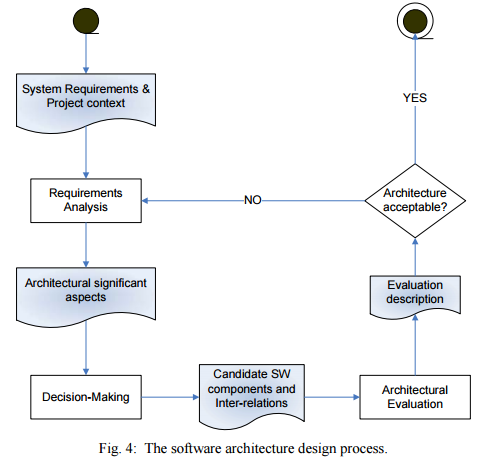 System Requirements &
Project context
YES
Requirements
Analysis
NO
Architecture
acceptable?
Architectural significant
aspects
Evaluation
description
Decision-Making
Candidate SW
components and
Inter-relations
Architectural
Evaluation
Fig. 4:  The software architecture design process.